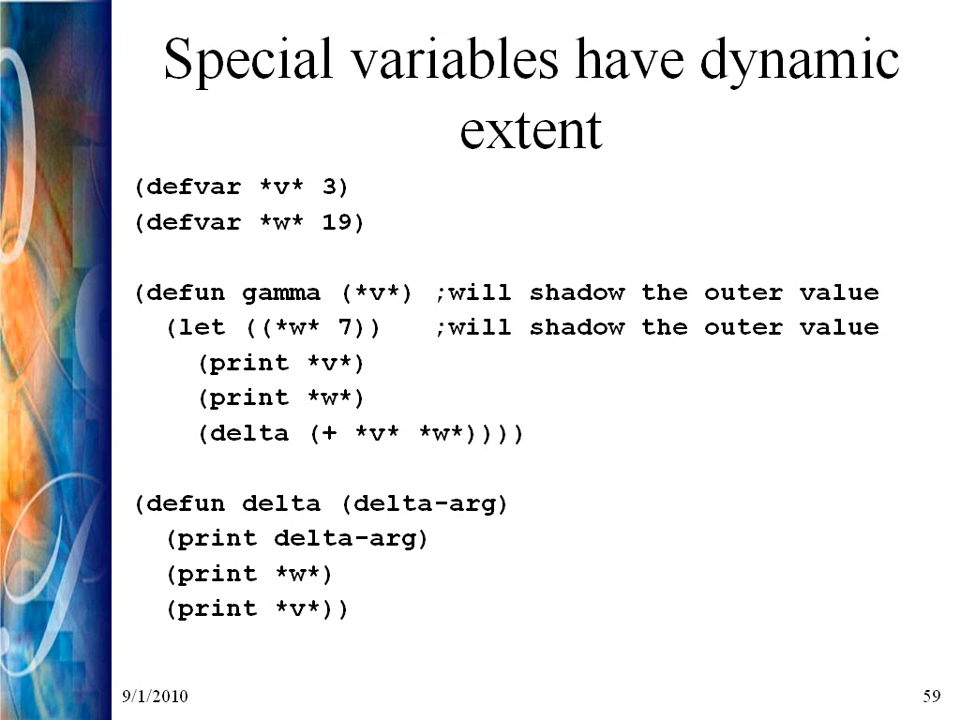 Special variables have dynamic
extent
(defvar *v* 3)
(defvar *w* 19)
(defun gamma (*v*) ;will shadow the outer value
  (let ((*w* 7))   ;will shadow the outer value
    (print *v*)
    (print *w*)
    (delta (+ *v* *w*))))
(defun delta (delta-arg)
  (print delta-arg)
  (print *w*)
  (print *v*))
9/1/2010 59